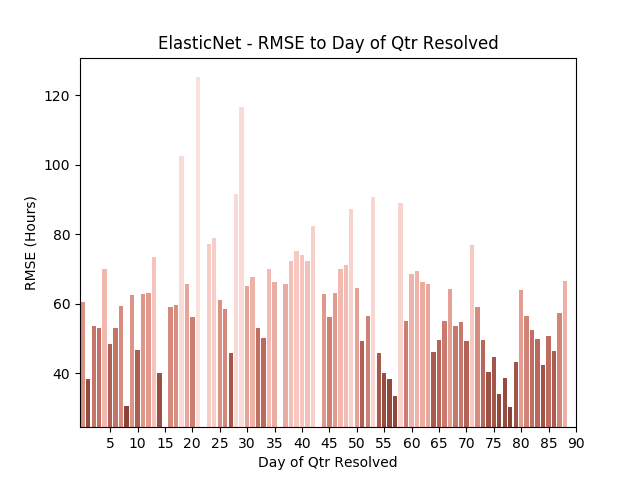 ElasticNet - RMSE to Day of Qtr Resolved
120
100
80
60
40
RMSE (Hours)
5 10 15 20 25 30 35 40 45 50 55 60 65 70 75 80 85 90
Day of Qtr Resolved